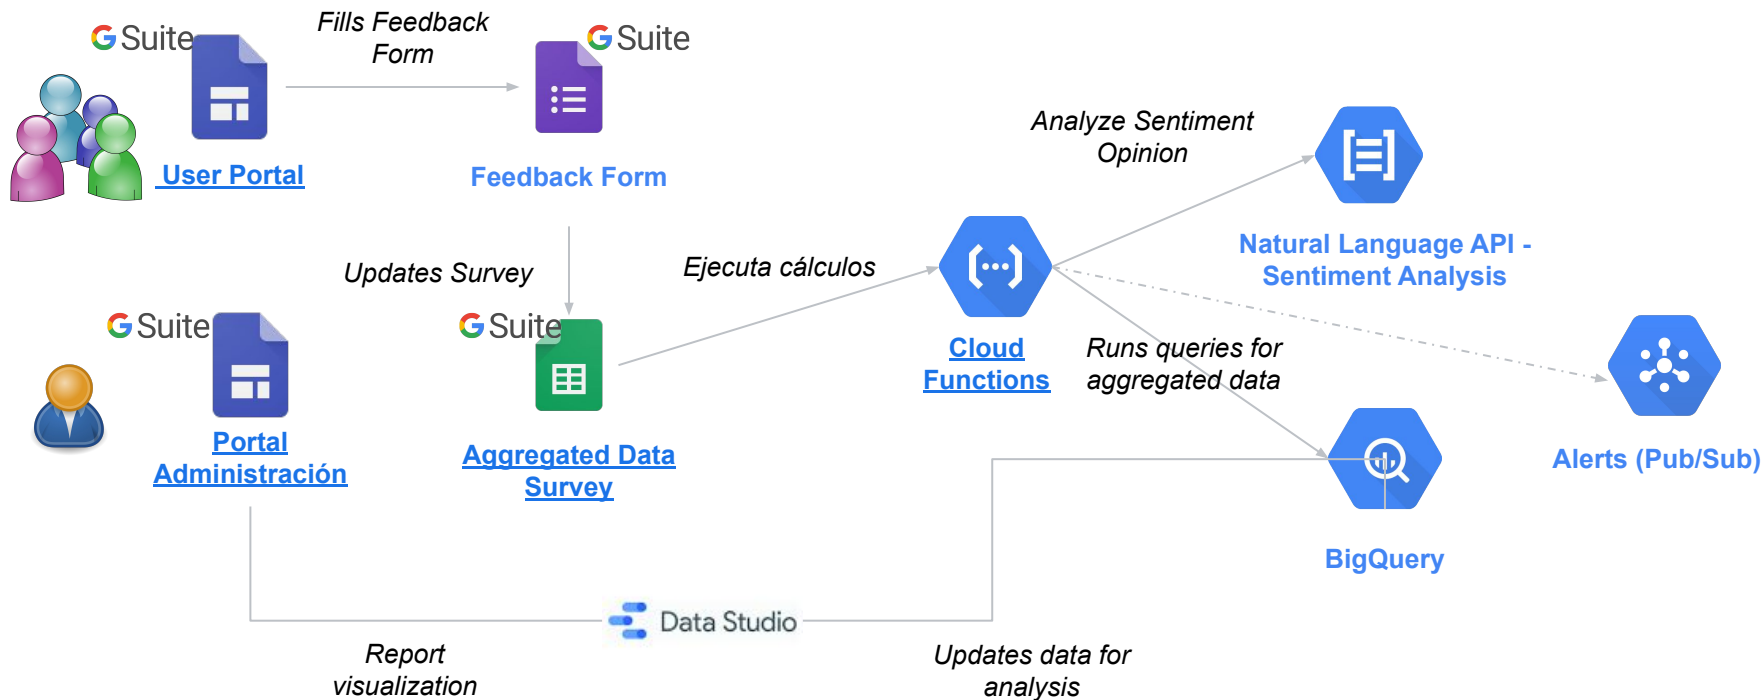 G Suite
Fills Feedback
Form
G Suite
User Portal
Feedback Form
Analyze Sentiment
Opinion
Natural Language API -
Sentiment Analysis
Updates Survey
Ejecuta cálculos
G Suite
G Suite
Cloud
Functions
Runs queries for
aggregated data
Portal
Administración
Aggregated Data
Survey
Alerts (Pub/Sub)
BigQuery
Data Studio
Report
visualization
Updates data for
analysis